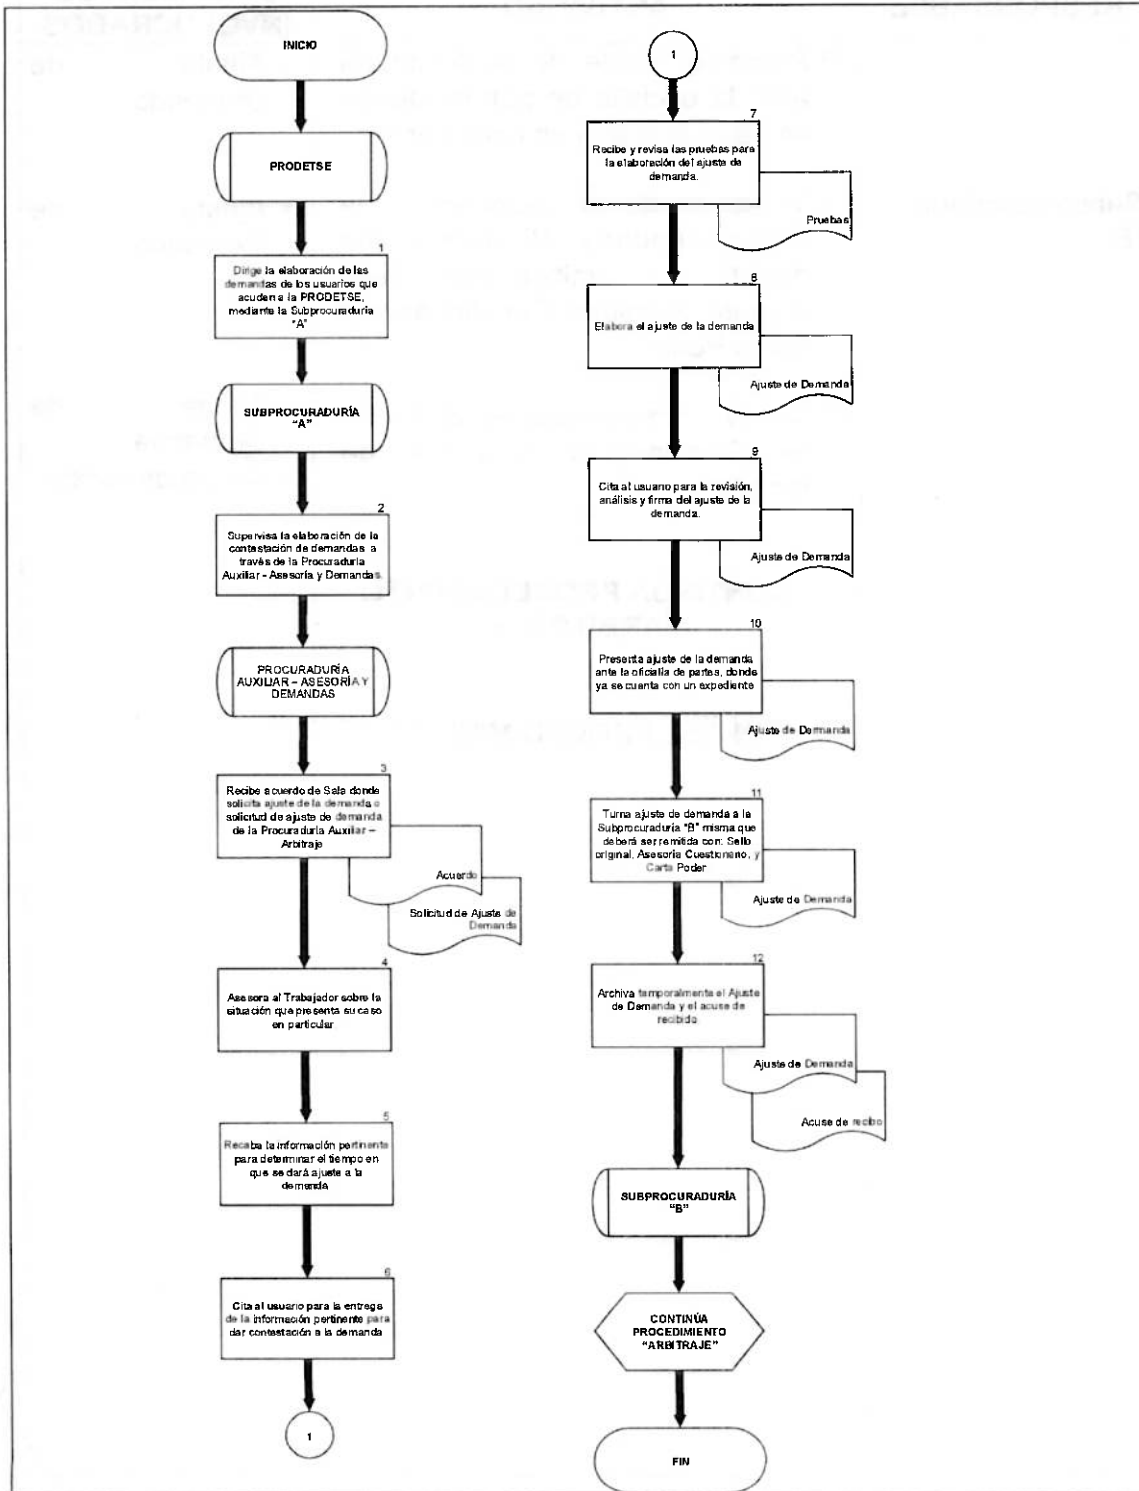 INICIO
PRODETSE
1
Dirige la elaboración de las
demandas de los usuarios que
acuden a la PRODETSE,
mediante la Subprocuraduría
"A"
SUBPROCURADURÍA
"A"
2
Supervisa la elaboración de la
contestación de demandas a
través de la Procuraduría
Auxiliar - Asesoría y Demandas.
PROCURADURÍA
AUXILIAR – ASESORÍA Y
DEMANDAS
3
Recibe acuerdo de Sala donde
solicita ajuste de la demanda o
solicitud de ajuste de demanda
de la Procuraduría Auxiliar –
Arbitraje
Acuerdo
Solicitud de Ajuste de
Demanda
4
Asesora al Trabajador sobre la
situación que presenta su caso
en particular
5
Recaba la información pertinente
para determinar el tiempo en
que se dará ajuste a la
demanda
6
Cita al usuario para la entrega
de la información pertinente para
dar contestación a la demanda
1
1
7
Recibe y revisa las pruebas para
la elaboración del ajuste de
demanda.
Pruebas
8
Elabora el ajuste de la demanda
Ajuste de Demanda
9
Cita al usuario para la revisión,
análisis y firma del ajuste de la
demanda.
Ajuste de Demanda
10
Presenta ajuste de la demanda
ante la oficialía de partes, donde
ya se cuenta con un expediente
Ajuste de Demanda
11
Turna ajuste de demanda a la
Subprocuraduría "B" misma que
deberá ser remitida con: Sello
original, Asesoría Cuestionario, y
Carta Poder
Ajuste de Demanda
12
Archiva temporalmente el Ajuste
de Demanda y el acuse de
recibido
Ajuste de Demanda
Acuse de recibo
SUBPROCURADURÍA
"B"
CONTINÚA
PROCEDIMIENTO
"ARBITRAJE"
FIN